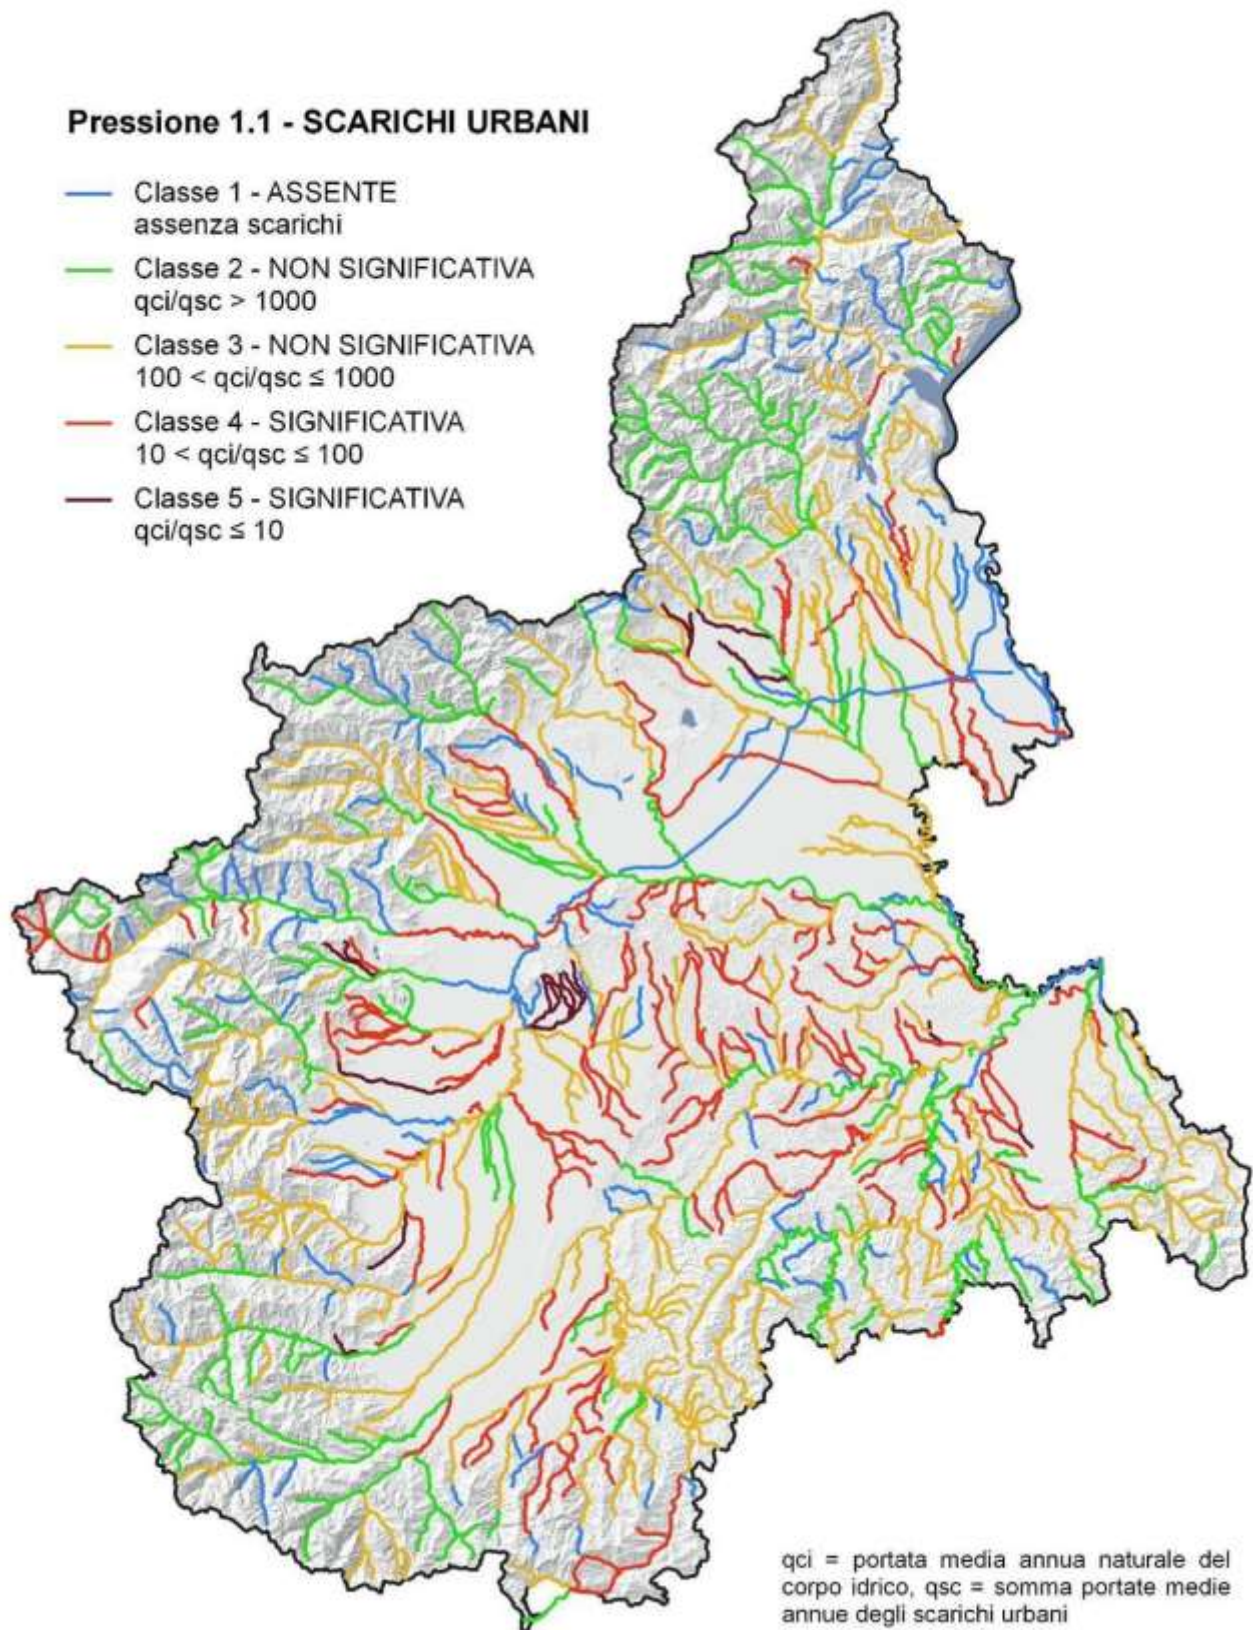 Pressione 1.1 - SCARICHI URBANI
Classe 1 - ASSENTE
assenza scarichi
Classe 2 - NON SIGNIFICATIVA
qci/qsc > 1000
Classe 3 - NON SIGNIFICATIVA
100 < qci/qsc ≤ 1000
Classe 4 - SIGNIFICATIVA
10 < qci/qsc ≤ 100
Classe 5 - SIGNIFICATIVA
qci/qsc ≤ 10
qci = portata media annua naturale del
corpo idrico, qsc = somma portate medie
annue degli scarichi urbani